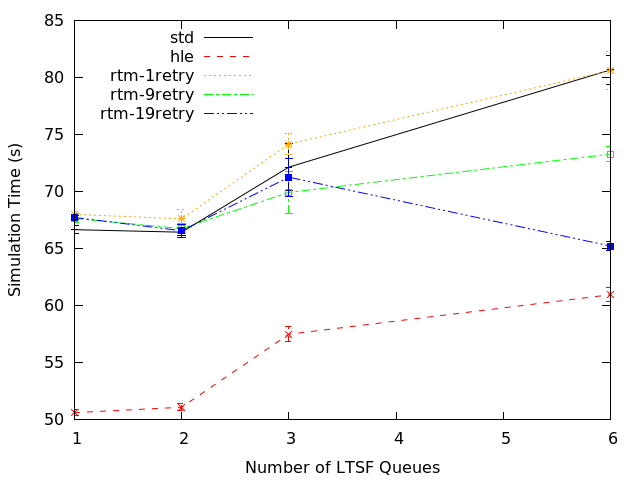 85
80
75
70
65
60
55
50
Simulation Time (s)
std
hle
rtm-1retry
rtm-9retry
rtm-19retry
1 2 3 4 5 6
Number of LTSF Queues